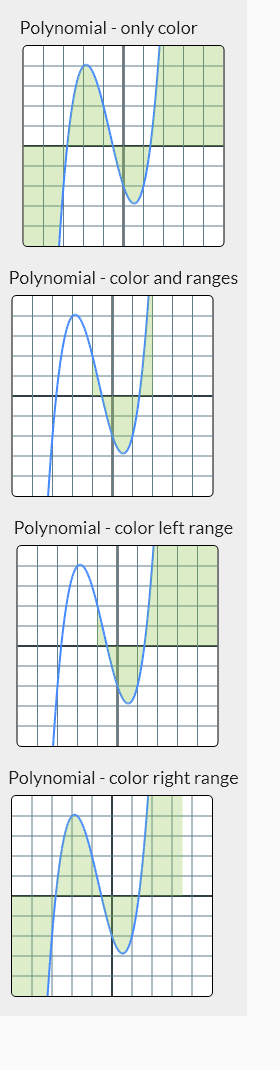 Polynomial - only color
Polynomial - color and ranges
Polynomial - color left range
Polynomial - color right range